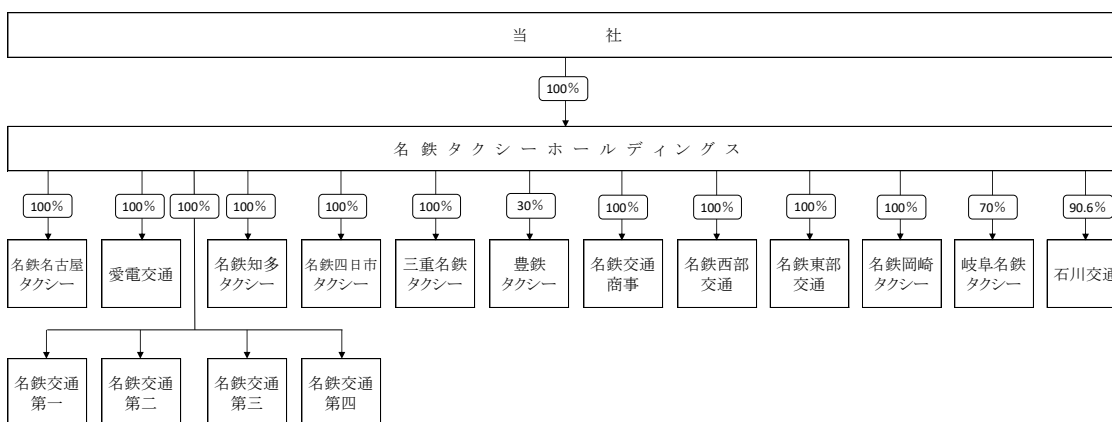 当社
100%
名鉄タクシーホールディングス
100%
100%
100%
100%
100%
100%
30%
100%
100%
100%
100%
70%
90.6%
名鉄名古屋
タクシー
愛電交通
名鉄知多
タクシー
名鉄四日市
タクシー
三重名鉄
タクシー
豊鉄
タクシー
名鉄交通
商事
名鉄西部
交通
名鉄東部
交通
名鉄岡崎
タクシー
岐阜名鉄
タクシー
石川交通
名鉄交通
第一
名鉄交通
第二
名鉄交通
第三
名鉄交通
第四